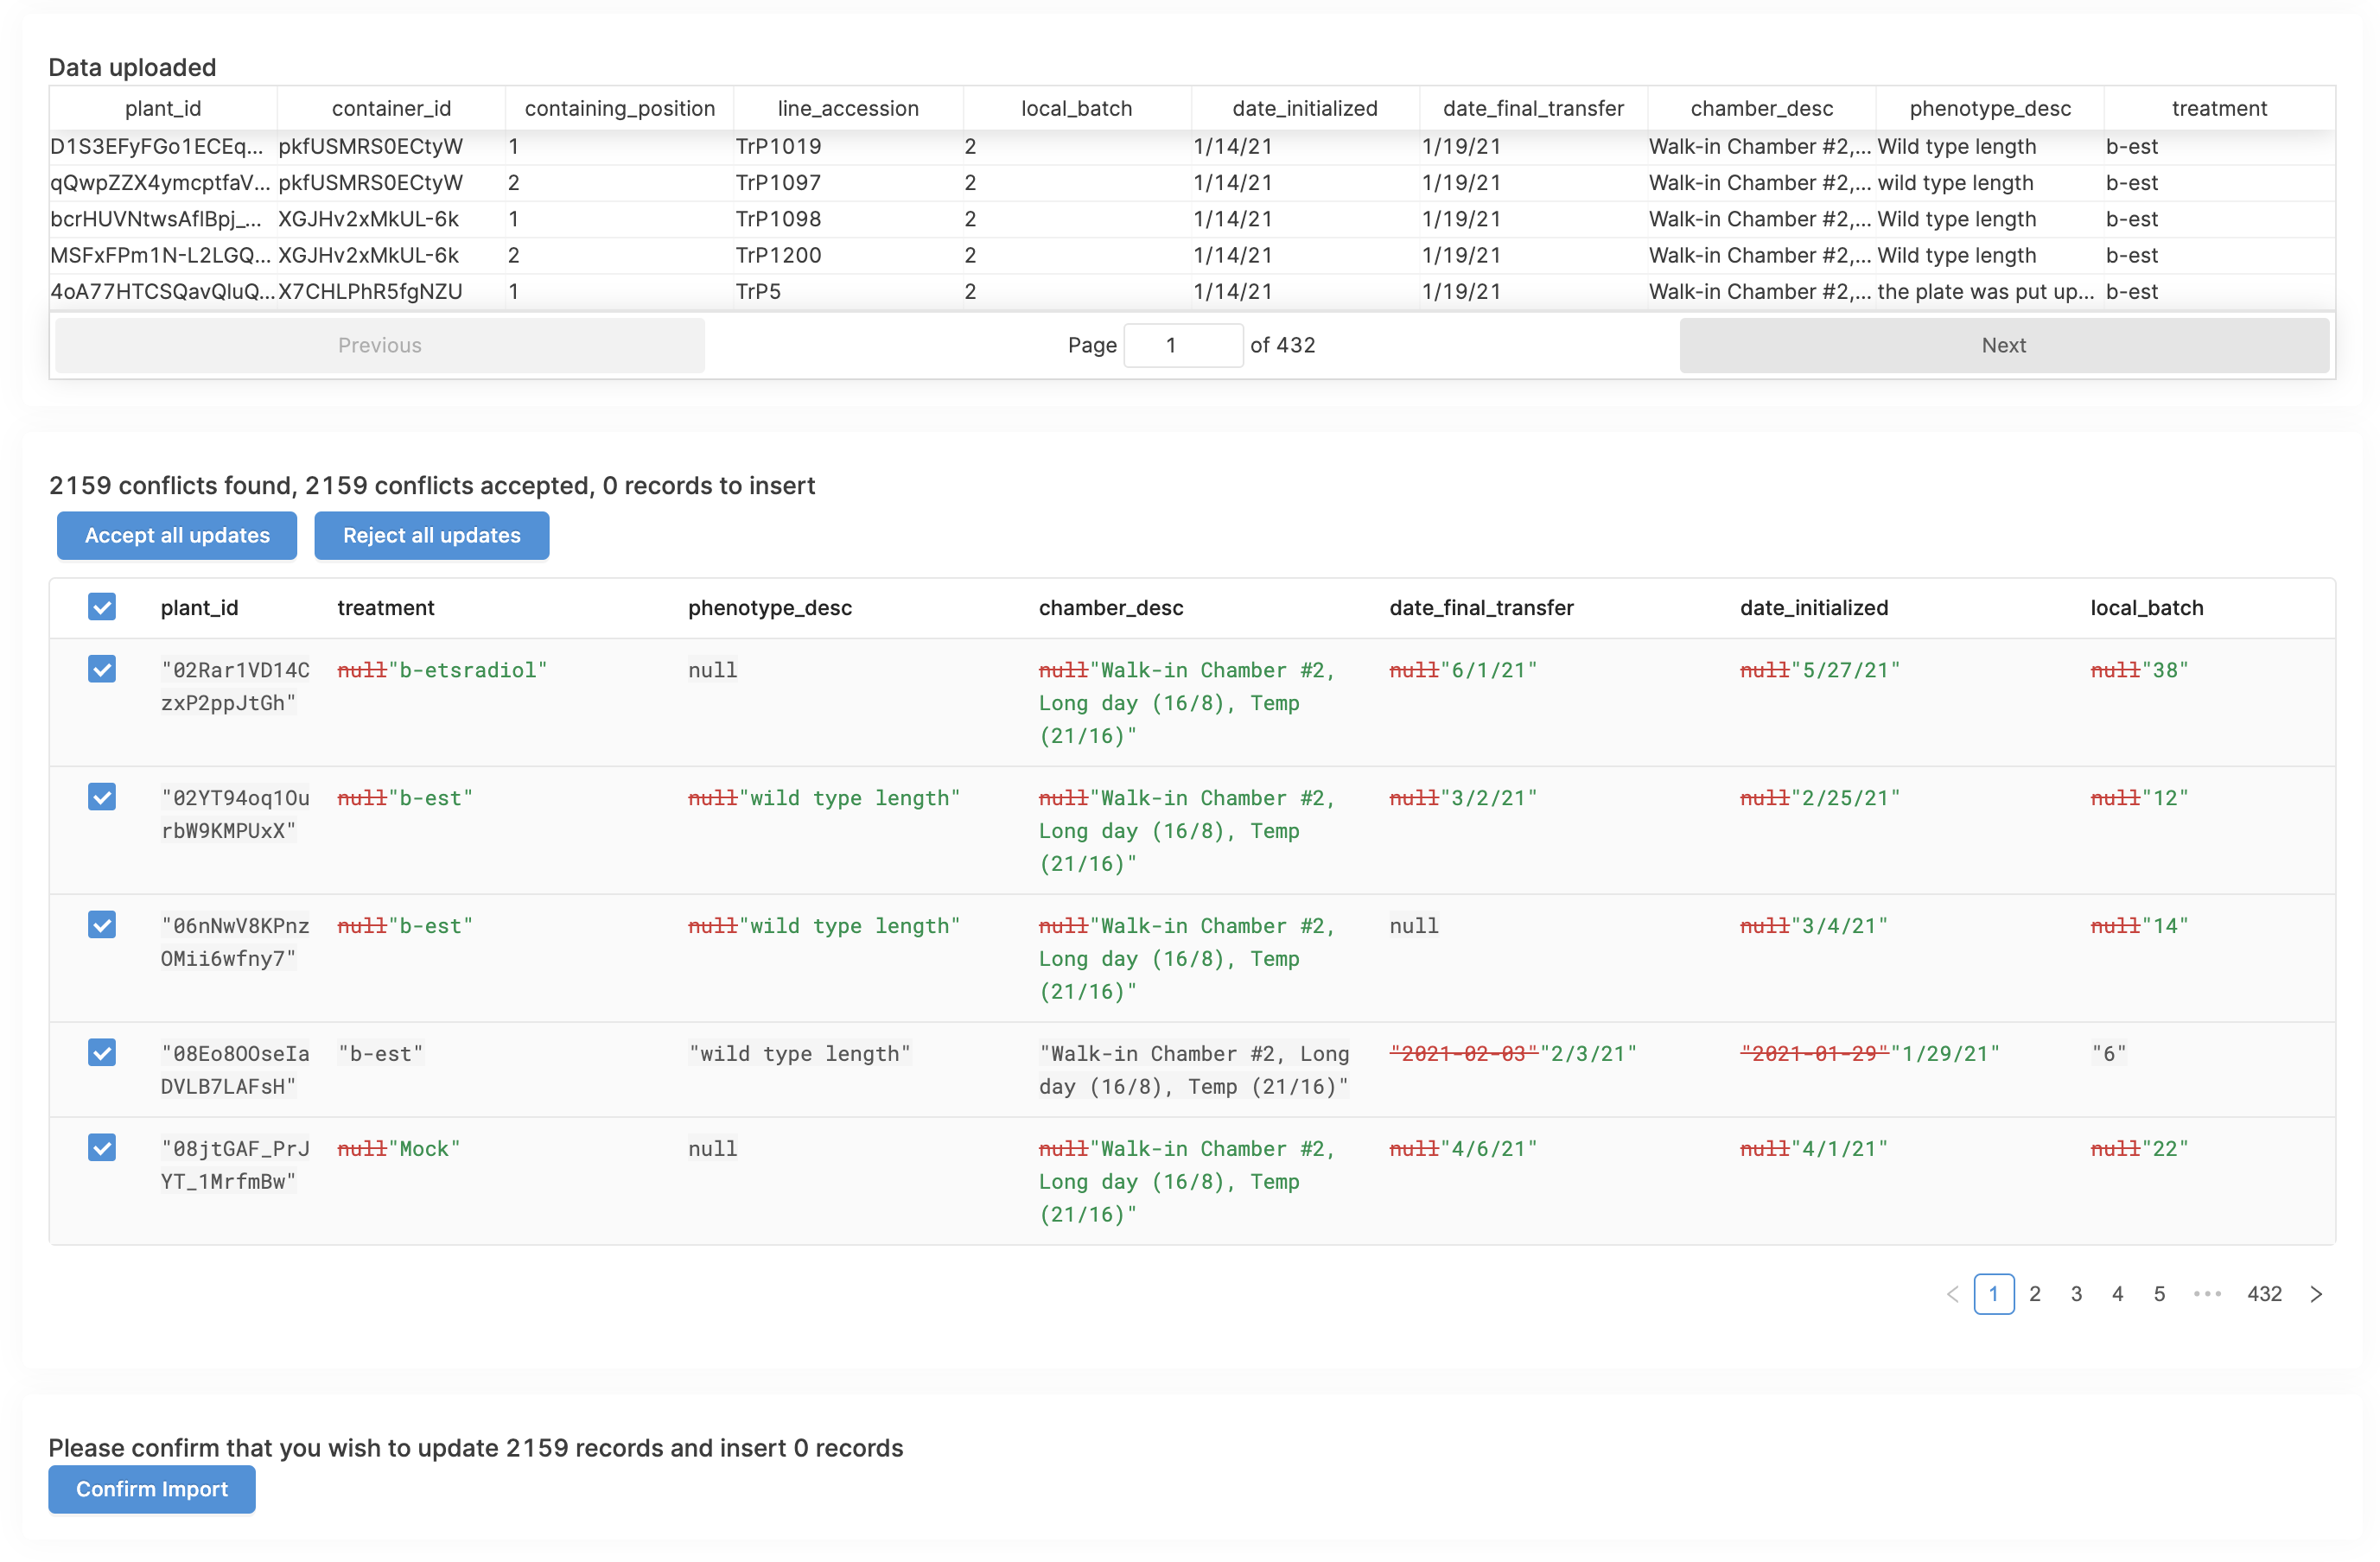 Data uploaded
plant_id container_id containing_position line_accession local_batch date_initialized date_final_transfer chamber_desc phenotype_desc treatment
D1S3EFyFGo1ECEq... pkfUSMRS0ECtyW 1 TrP1019 2 1/14/21 1/19/21 Walk-in Chamber #2,... Wild type length b-est
qQwpZZX4ymcptfaV... pkfUSMRS0ECtyW 2 TrP1097 2 1/14/21 1/19/21 Walk-in Chamber #2,... wild type length b-est
bcrHUVNtwsAflBpj_... XGJHv2xMkUL-6k 1 TrP1098 2 1/14/21 1/19/21 Walk-in Chamber #2,... Wild type length b-est
MSFxFPm1N-L2LGQ... XGJHv2xMkUL-6k 2 TrP1200 2 1/14/21 1/19/21 Walk-in Chamber #2,... Wild type length b-est
4oA77HTCSQavQluQ... X7CHLPhR5fgNZU 1 TrP5 2 1/14/21 1/19/21 Walk-in Chamber #2,... the plate was put up... b-est
Previous Page 1 of 432 Next
2159 conflicts found, 2159 conflicts accepted, 0 records to insert
Accept all updates Reject all updates
plant_id treatment phenotype_desc chamber_desc date_final_transfer date_initialized local_batch
"02Rar1VD14C null"b-etsradiol" null null"Walk-in Chamber #2, null"6/1/21" null"5/27/21" null"38"
zxP2ppJtGh" Long day (16/8), Temp
(21/16)"
"02YT94oq1Ou null"b-est" null"wild type length" null"Walk-in Chamber #2, null"3/2/21" null"2/25/21" null"12"
rbW9KMPUxX" Long day (16/8), Temp
(21/16)"
"06nNwV8KPnz null"b-est" null"wild type length" null"Walk-in Chamber #2, null null"3/4/21" null"14"
OMii6wfny7" Long day (16/8), Temp
(21/16)"
"08Eo8OOseIa "b-est" "wild type length" "Walk-in Chamber #2, Long "2021-02-03""2/3/21" "2021-01-29""1/29/21" "6"
DVLB7LAFsH" day (16/8), Temp (21/16)"
"08jtGAF_PrJ null"Mock" null null"Walk-in Chamber #2, null"4/6/21" null"4/1/21" null"22"
YT_1MrfmBw" Long day (16/8), Temp
(21/16)"
< 1 2 3 4 5 ••• 432 >
Please confirm that you wish to update 2159 records and insert 0 records
Confirm Import